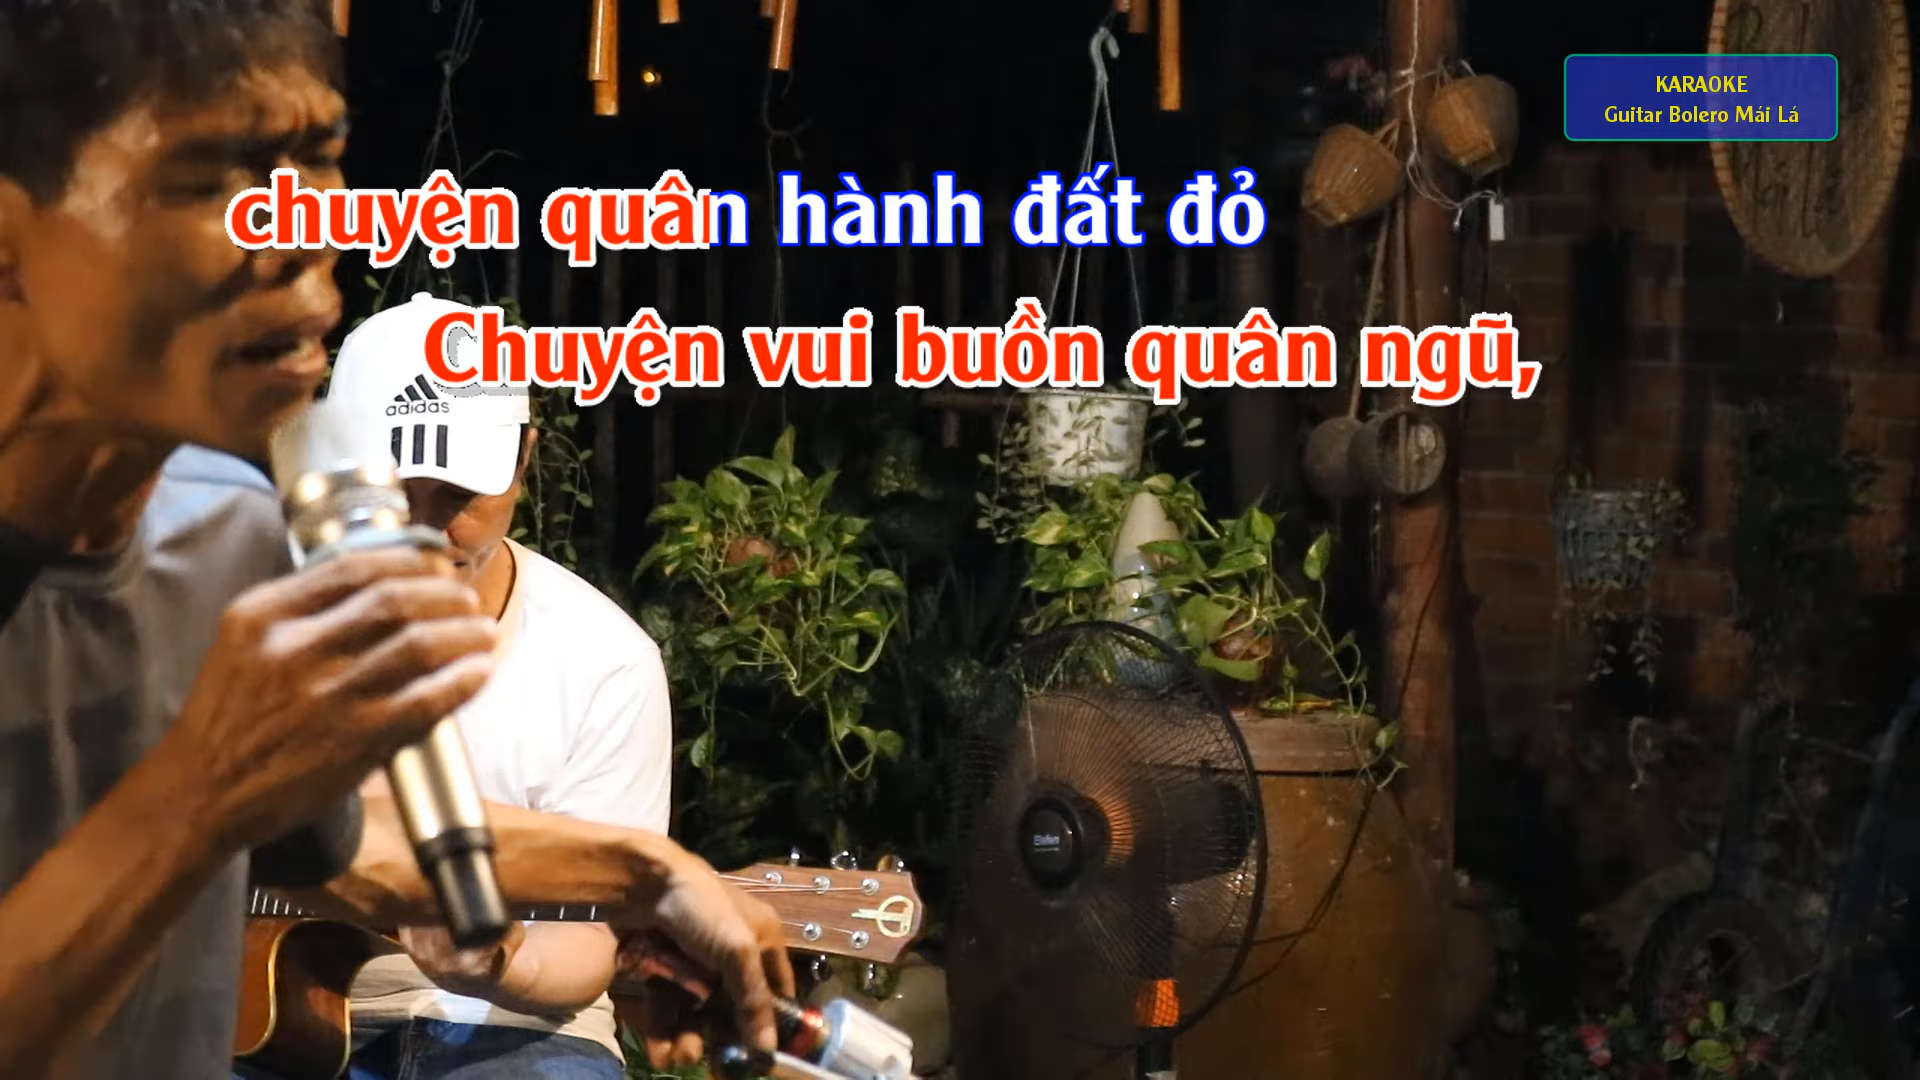 KARAOKE
Guitar Bolero Mái Lá
chuyện quân hành đất đỏ
Chuyện vui buồn quân ngũ,
adidas